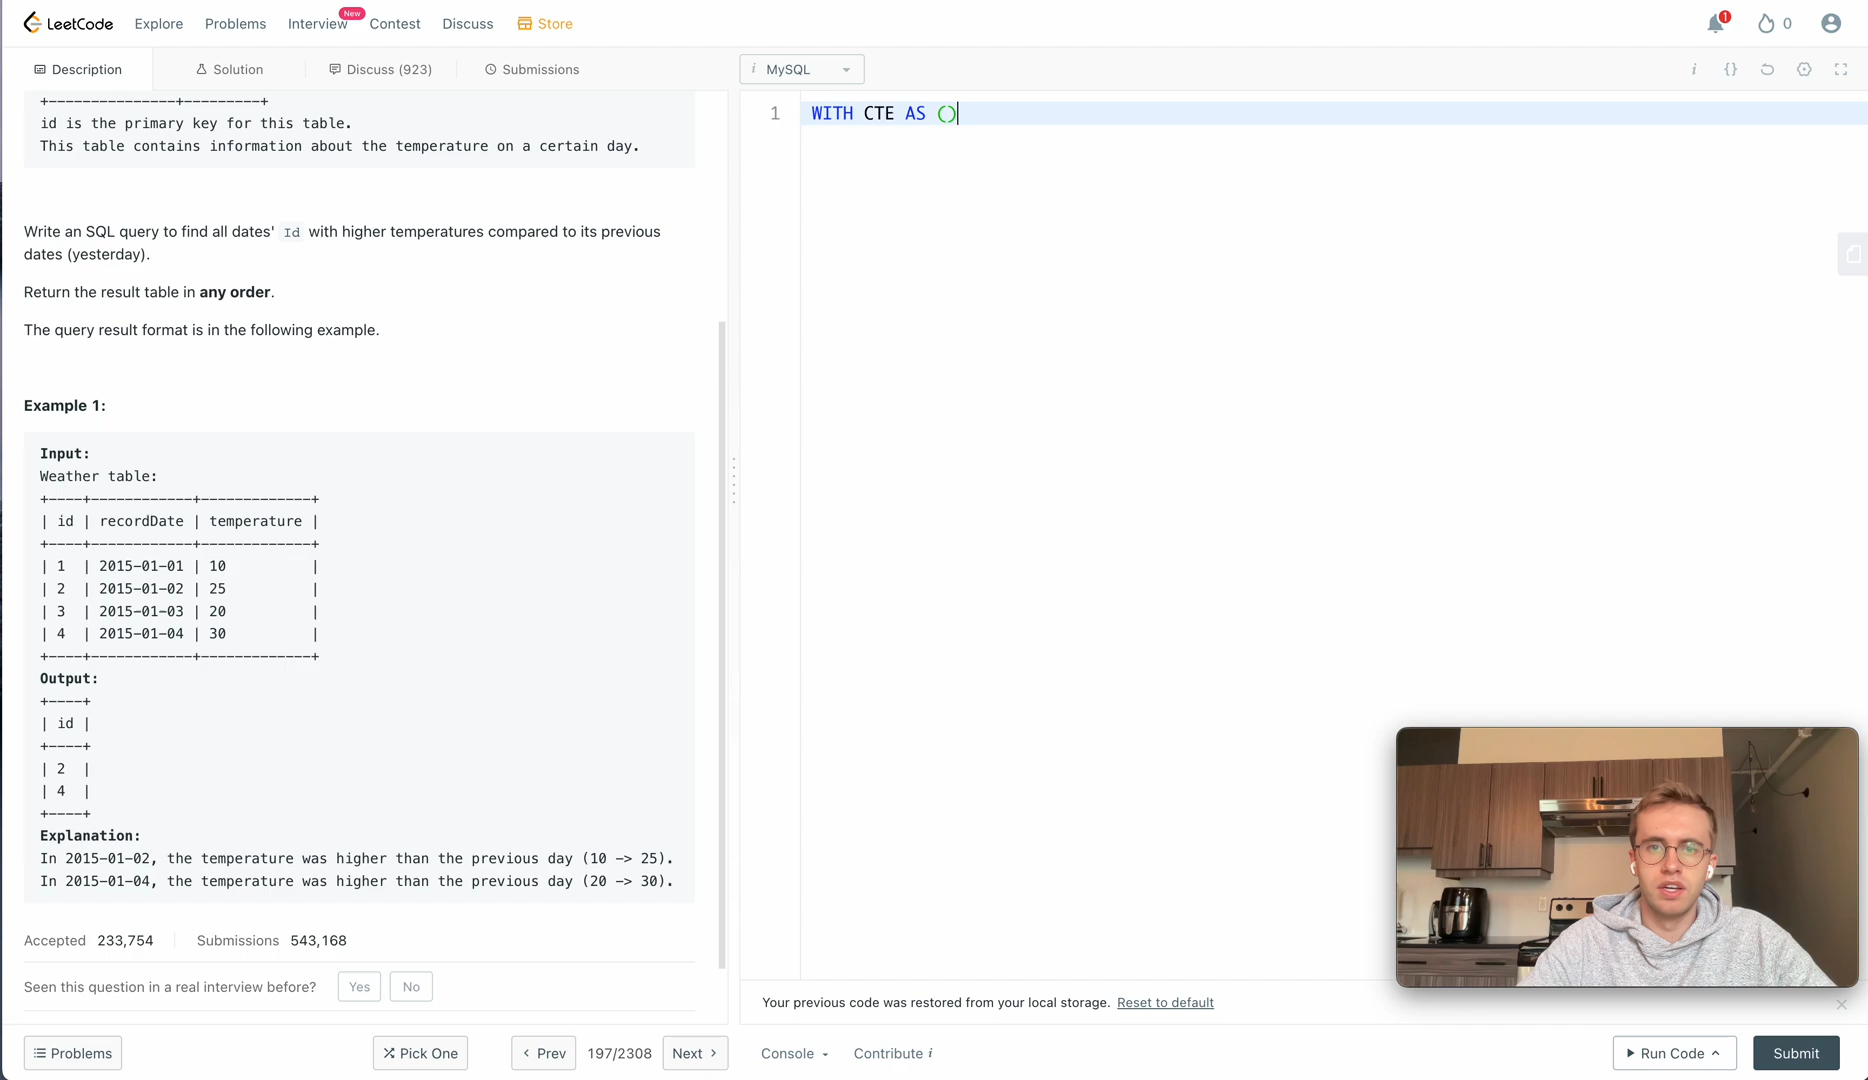 LeetCode Explore Problems Interview New Contest Discuss Store 1 0
Description Solution Discuss (923) Submissions i MySQL i {}
+---------------+---------+
id is the primary key for this table.
This table contains information about the temperature on a certain day.
Write an SQL query to find all dates' Id with higher temperatures compared to its previous
dates (yesterday).
Return the result table in any order.
The query result format is in the following example.
Example 1:
Input:
Weather table:
+----+------------+-------------+
| id | recordDate | temperature |
+----+------------+-------------+
| 1  | 2015-01-01 | 10          |
| 2  | 2015-01-02 | 25          |
| 3  | 2015-01-03 | 20          |
| 4  | 2015-01-04 | 30          |
+----+------------+-------------+
Output:
+----+
| id |
+----+
| 2  |
| 4  |
+----+
Explanation:
In 2015-01-02, the temperature was higher than the previous day (10 -> 25).
In 2015-01-04, the temperature was higher than the previous day (20 -> 30).
Accepted 233,754 Submissions 543,168
Seen this question in a real interview before? Yes No
Problems Pick One Prev 197/2308 Next
1 WITH CTE AS ()
Your previous code was restored from your local storage. Reset to default
Console Contribute i Run Code Submit